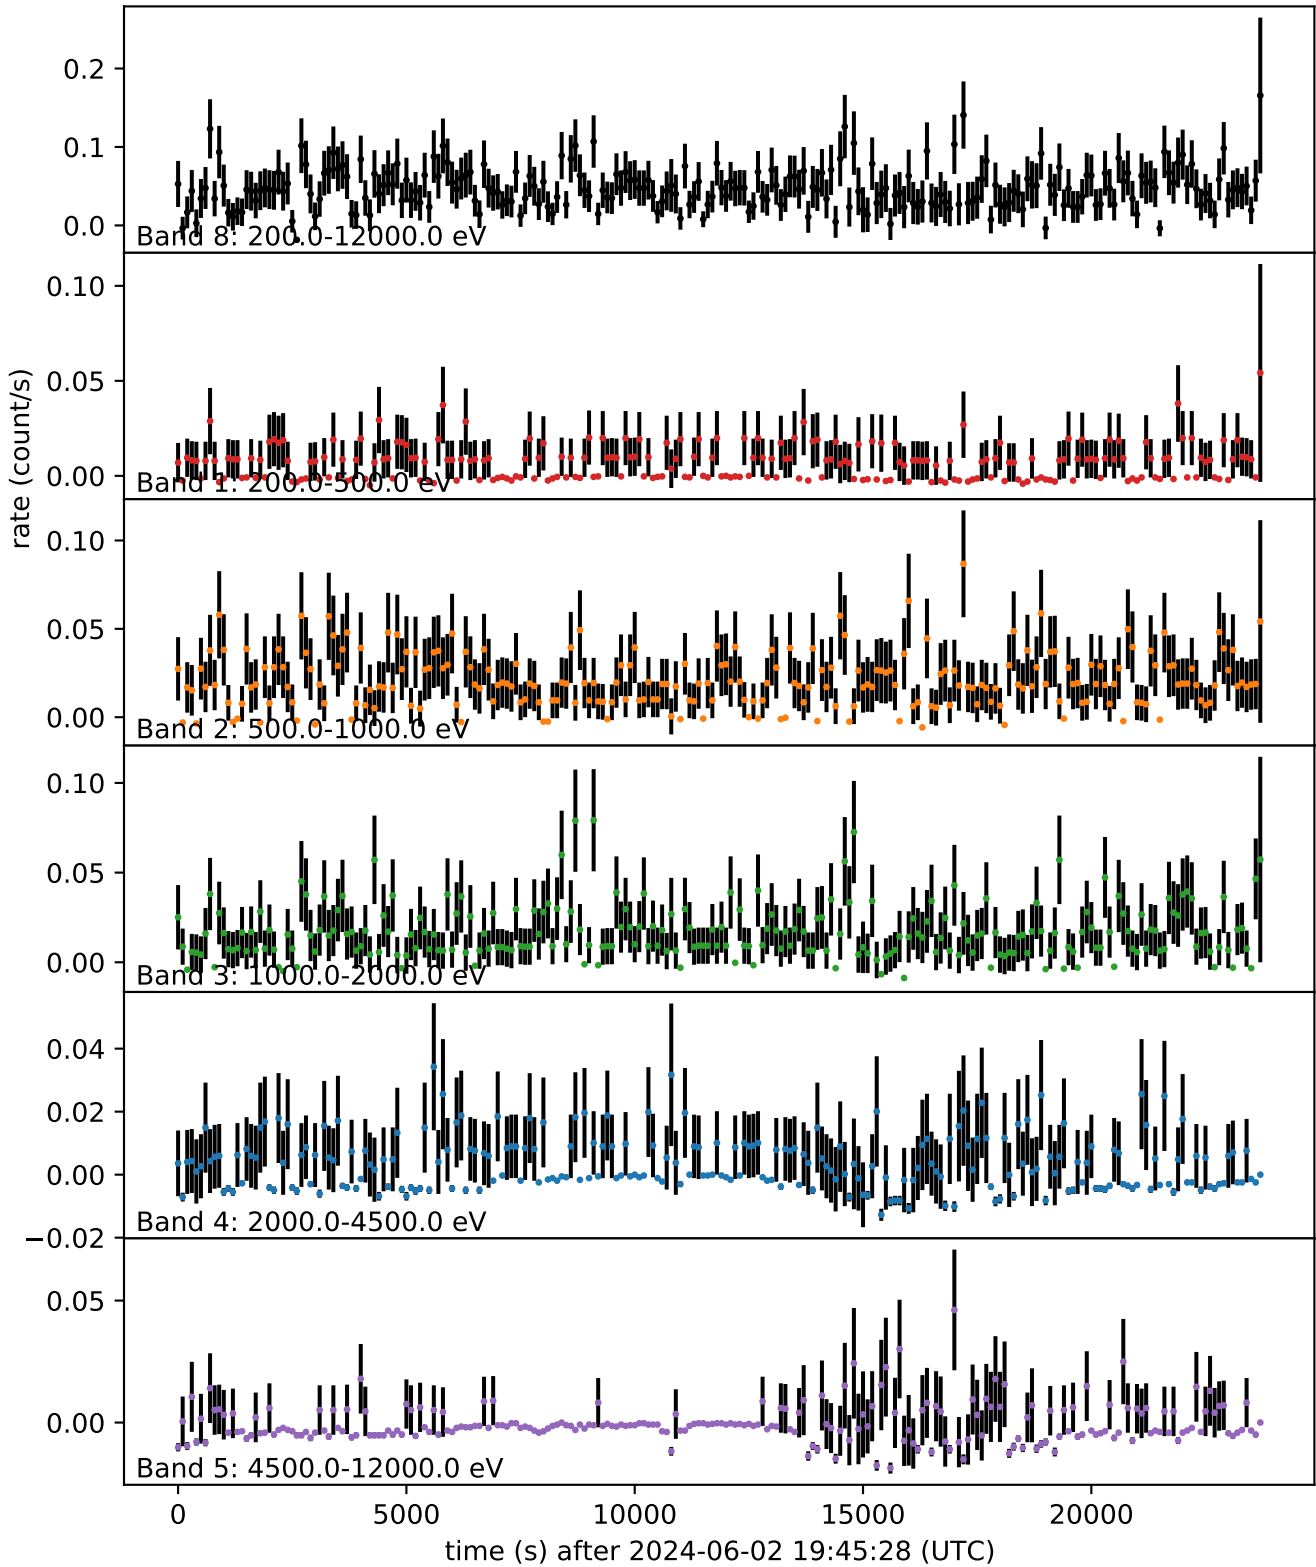 0.2
0.1
0.0
Band 8: 200.0-12000.0 eV
0.10
0.05
0.00
Band 1: 200.0-500.0 eV
rate (count/s)
0.10
0.05
0.00
Band 2: 500.0-1000.0 eV
0.10
0.05
0.00
Band 3: 1000.0-2000.0 eV
0.04
0.02
0.00
−0.02
Band 4: 2000.0-4500.0 eV
0.05
0.00
Band 5: 4500.0-12000.0 eV
0 5000 10000 15000 20000
time (s) after 2024-06-02 19:45:28 (UTC)